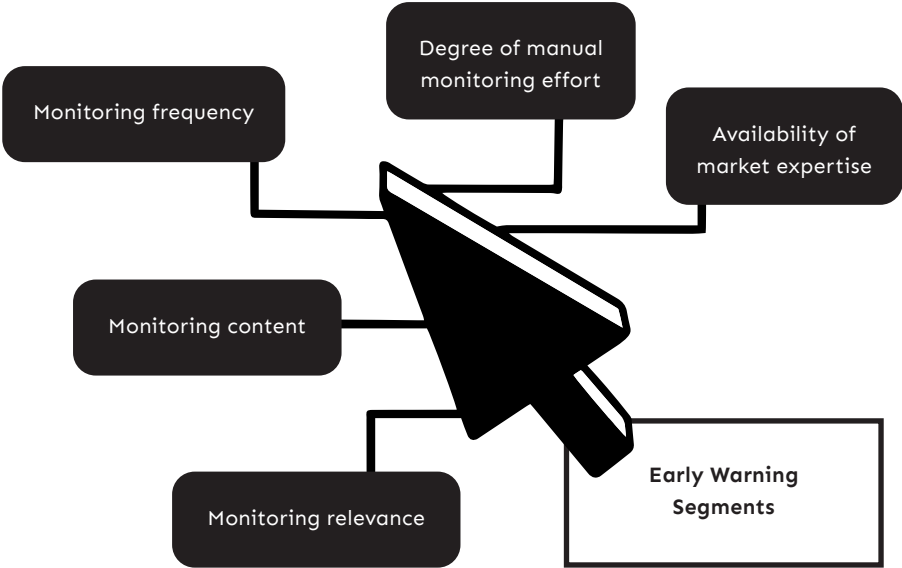 Degree of manual
monitoring effort
Monitoring frequency
Availability of
market expertise
Monitoring content
Early Warning
Segments
Monitoring relevance